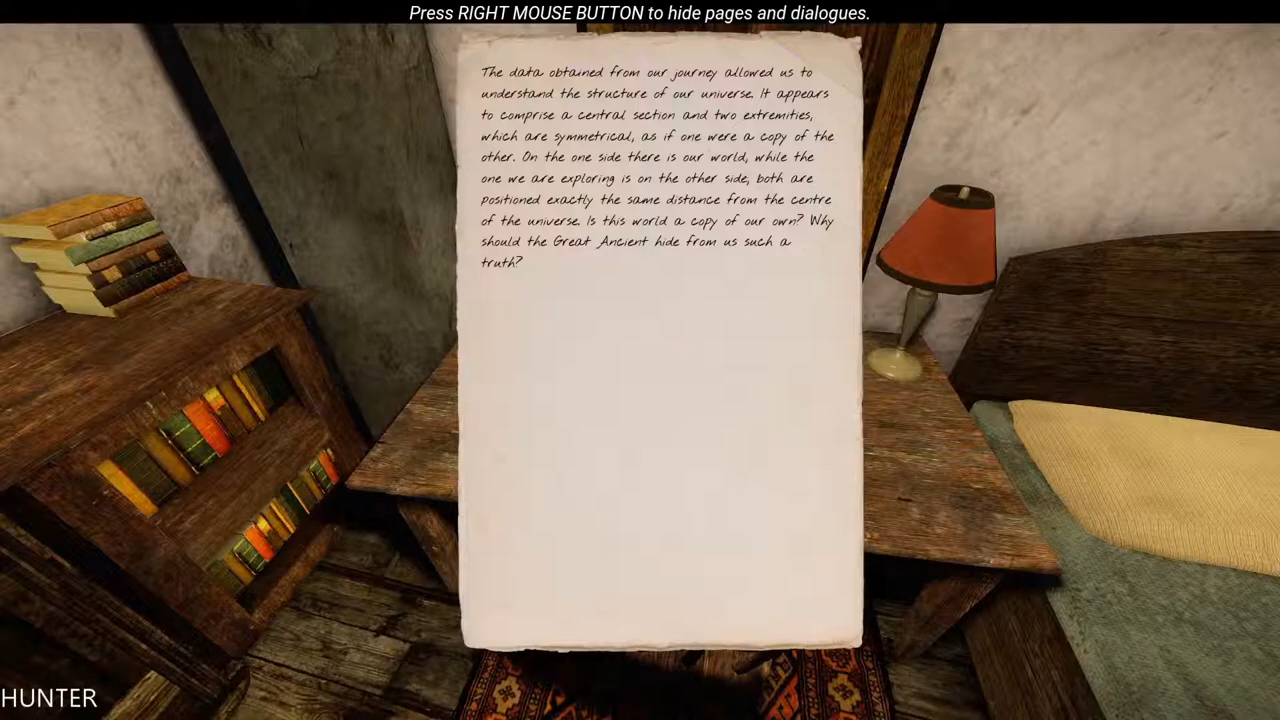 Press RIGHT MOUSE BUTTON to hide pages and dialogues.
The data obtained from our journey allowed us to
understand the structure of our universe. It appears
to comprise a central section and two extremities,
which are symmetrical, as if one were a copy of the
other. On the one side there is our world, while the
one we are exploring is on the other side, both are
positioned exactly the same distance from the centre
of the universe. Is this world a copy of our own? Why
should the Great Ancient hide from us such a
truth?
HUNTER